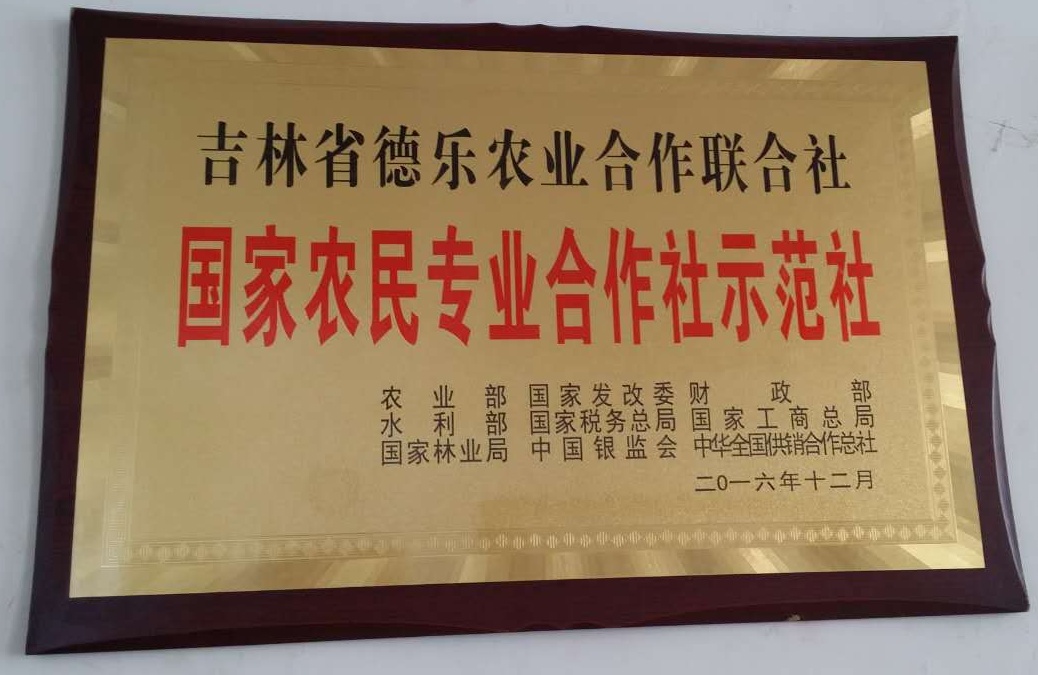 吉林省德乐农业合作联合社
国家农民专业合作社示范社
农业部 国家发改委 财政部
水利部 国家税务总局 国家工商总局
国家林业局 中国银监会 中华全国供销合作总社
二0一六年十二月